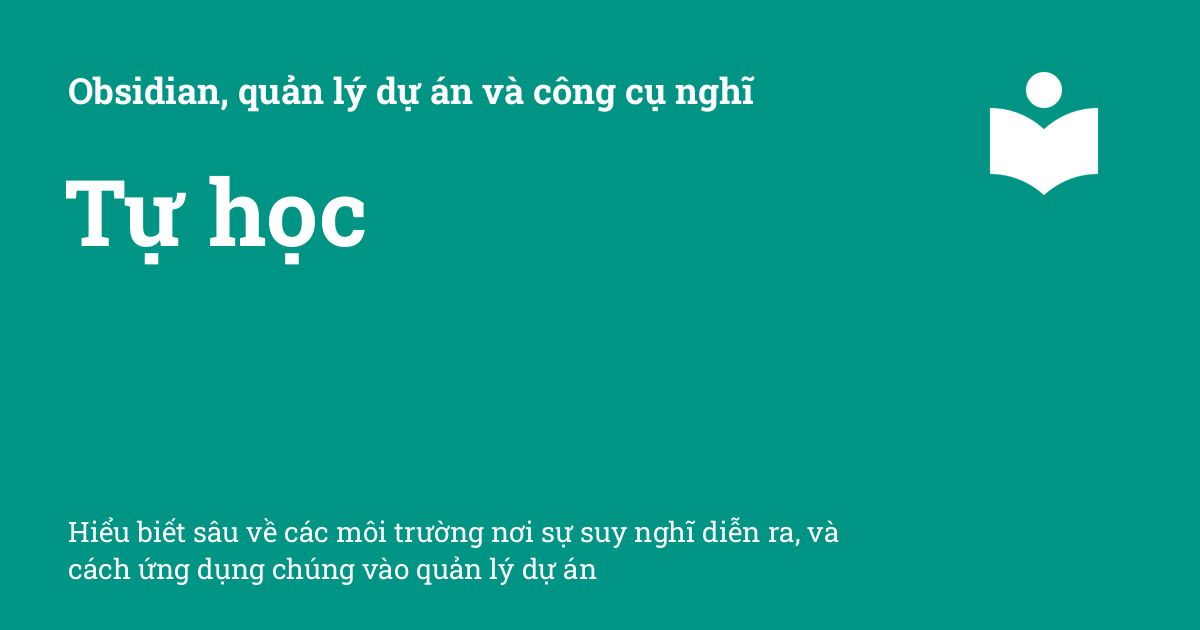 Obsidian, quản lý dự án và công cụ nghĩ
Tự học
Hiểu biết sâu về các môi trường nơi sự suy nghĩ diễn ra, và
cách ứng dụng chúng vào quản lý dự án